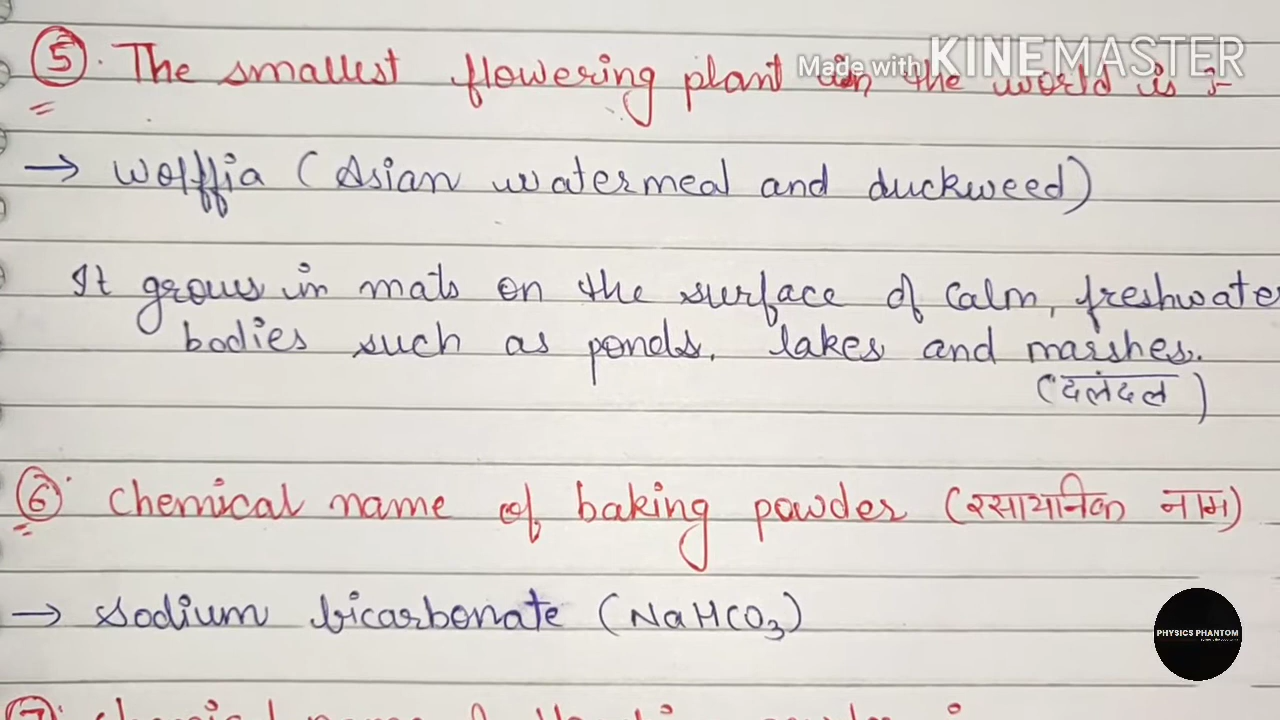 5. The smallest flowering plant in the world is :-
Made with KINEMASTER
→ Wolffia (Asian watermeal and duckweed)
It grows in mats on the surface of calm, freshwater
bodies such as ponds, lakes and marshes.
(दलदल)
6. Chemical name of baking powder (रसायनिक नाम)
→ Sodium bicarbonate (NaHCO3)
PHYSICS PHANTOM
7.